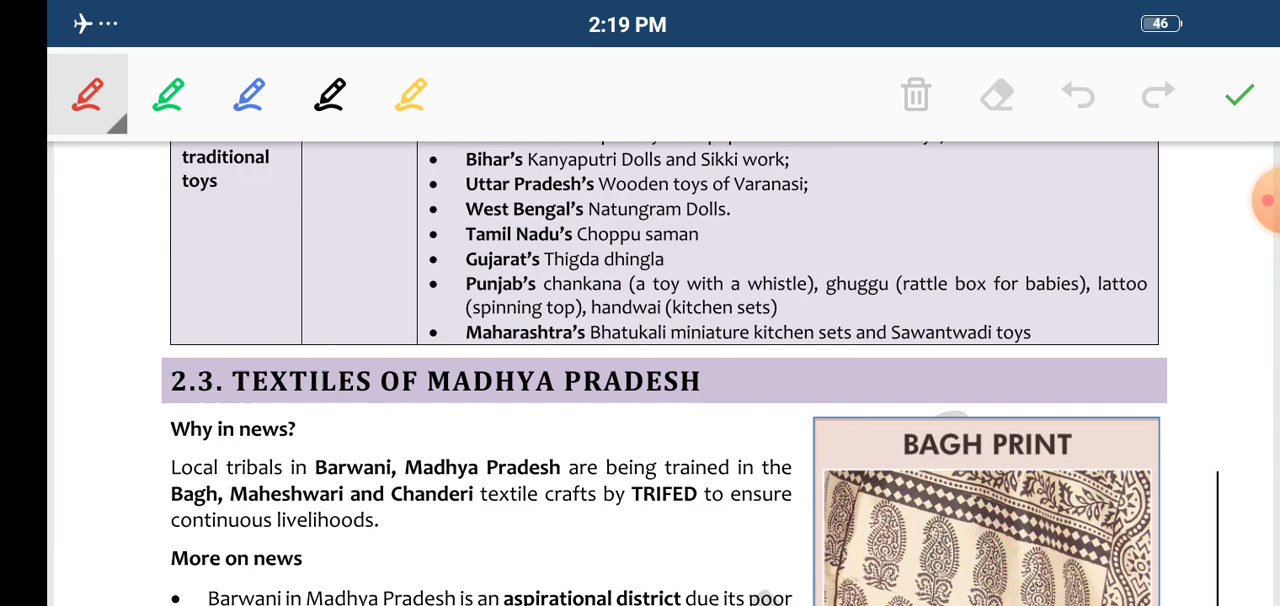 2:19 PM
46
traditional
toys
• Bihar's Kanyaputri Dolls and Sikki work;
• Uttar Pradesh's Wooden toys of Varanasi;
• West Bengal's Natungram Dolls.
• Tamil Nadu's Choppu saman
• Gujarat's Thigda dhingla
• Punjab's chankana (a toy with a whistle), ghuggu (rattle box for babies), lattoo
(spinning top), handwai (kitchen sets)
• Maharashtra's Bhatukali miniature kitchen sets and Sawantwadi toys
2.3. TEXTILES OF MADHYA PRADESH
Why in news?
Local tribals in Barwani, Madhya Pradesh are being trained in the
Bagh, Maheshwari and Chanderi textile crafts by TRIFED to ensure
continuous livelihoods.
More on news
• Barwani in Madhya Pradesh is an aspirational district due its poor
BAGH PRINT